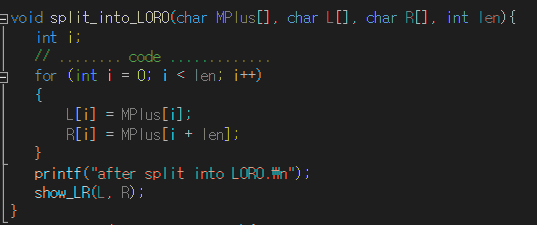 void split_into_LORO(char MPlus[], char L[], char R[], int len){
int i;
// ........ code .............
for (int i = 0; i < len; i++)
{
L[i] = MPlus[i];
R[i] = MPlus[i + len];
}
printf("after split into LORO.₩n");
show_LR(L, R);
}